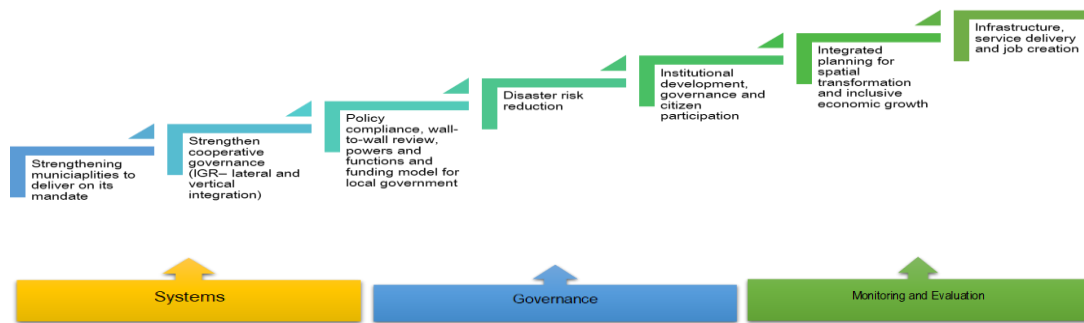 Strengthening
municiaplities to
deliver on its
mandate
Strengthen
cooperative
governance
(IGR– lateral and
vertical
integration)
Policy
compliance, wall-
to-wall review,
powers and
functions and
funding model for
local government
Disaster risk
reduction
Institutional
development,
governance and
citizen
participation
Integrated
planning for
spatial
transformation
and inclusive
economic growth
Infrastructure,
service delivery
and job creation
Systems
Governance
Monitoring and Evaluation